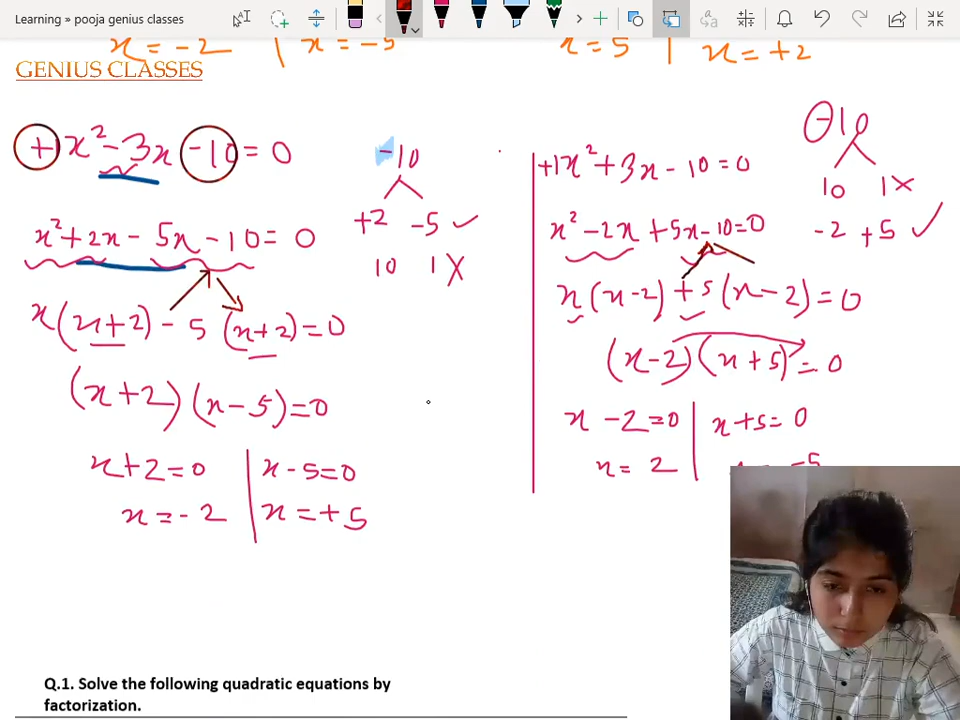 Learning » pooja genius classes
x = -2 | x = -5
x = 5 | x = +2
GENIUS CLASSES
+x² -3x -10 = 0
-10
+2 -5 ✓
10 1 X
x² + 2x - 5x - 10 = 0
x(x+2) - 5(x+2) = 0
(x+2)(x-5) = 0
x+2=0 | x-5=0
x=-2 | x=+5
+1x² + 3x - 10 = 0
-10
10 1 X
-2 +5 ✓
x² - 2x + 5x - 10 = 0
x(x-2) + 5(x-2) = 0
(x-2)(x+5) = 0
x-2=0 | x+5=0
x=2 | x=-5
Q.1. Solve the following quadratic equations by
factorization.